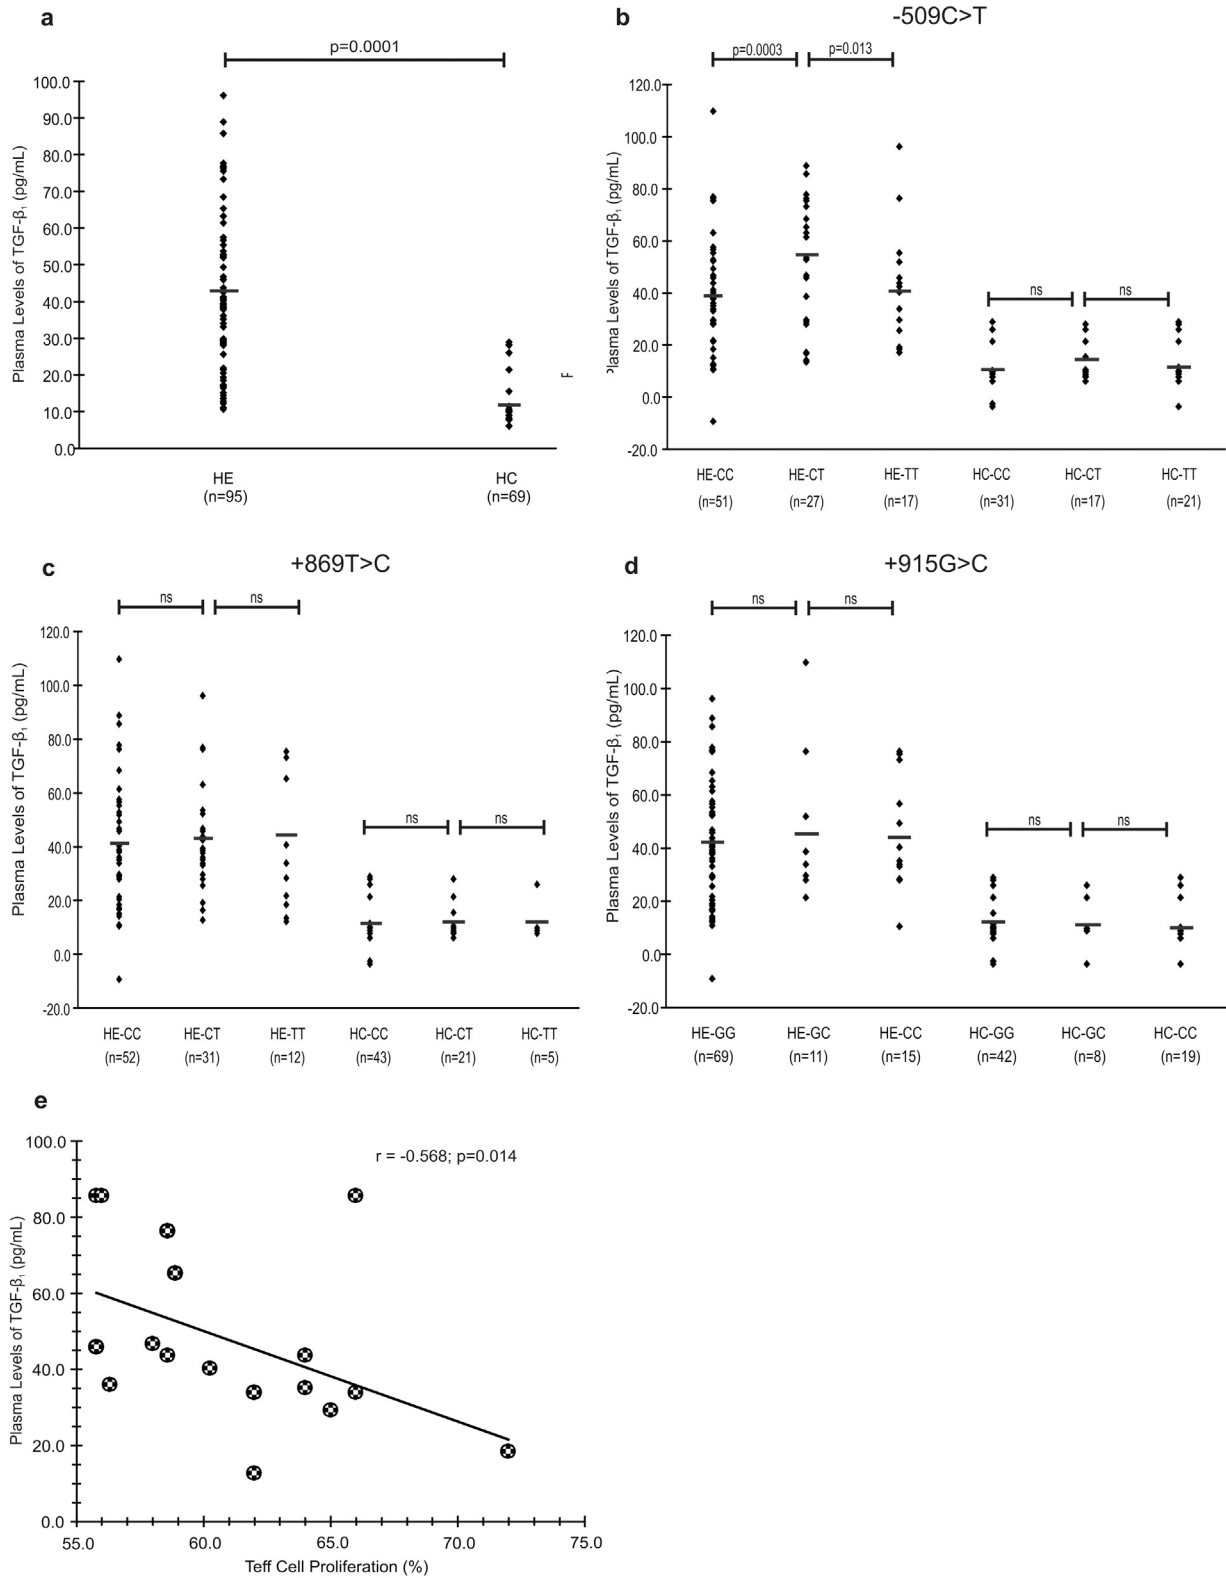 a
p=0.0001
Plasma Levels of TGF-β₁ (pg/mL)
100.0
90.0
80.0
70.0
60.0
50.0
40.0
30.0
20.0
10.0
0.0
HE
(n=95)
HC
(n=69)
b
-509C>T
p=0.0003
p=0.013
ns
ns
Plasma Levels of TGF-β₁ (pg/mL)
120.0
100.0
80.0
60.0
40.0
20.0
0.0
-20.0
HE-CC
(n=51)
HE-CT
(n=27)
HE-TT
(n=17)
HC-CC
(n=31)
HC-CT
(n=17)
HC-TT
(n=21)
c
+869T>C
ns
ns
ns
ns
Plasma Levels of TGF-β₁ (pg/mL)
120.0
100.0
80.0
60.0
40.0
20.0
0.0
-20.0
HE-CC
(n=52)
HE-CT
(n=31)
HE-TT
(n=12)
HC-CC
(n=43)
HC-CT
(n=21)
HC-TT
(n=5)
d
+915G>C
ns
ns
ns
ns
Plasma Levels of TGF-β₁ (pg/mL)
120.0
100.0
80.0
60.0
40.0
20.0
0.0
-20.0
HE-GG
(n=69)
HE-GC
(n=11)
HE-CC
(n=15)
HC-GG
(n=42)
HC-GC
(n=8)
HC-CC
(n=19)
e
r = -0.568; p=0.014
Plasma Levels of TGF-β₁ (pg/mL)
100.0
80.0
60.0
40.0
20.0
0.0
55.0
60.0
65.0
70.0
75.0
Teff Cell Proliferation (%)